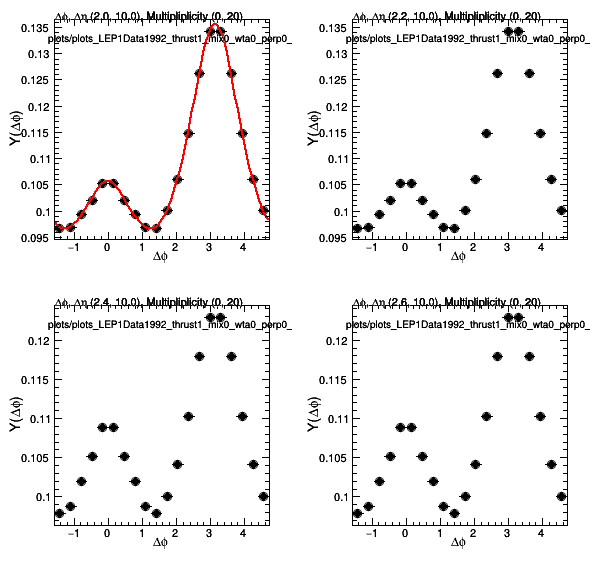 Δϕ, Δη (2.0, 10.0), Multipliplicity (0, 20)
plots/plots_LEP1Data1992_thrust1_mix0_wta0_perp0_
Y(Δϕ)
0.135
0.13
0.125
0.12
0.115
0.11
0.105
0.1
0.095
−1 0 1 2 3 4
Δϕ
Δϕ, Δη (2.2, 10.0), Multipliplicity (0, 20)
plots/plots_LEP1Data1992_thrust1_mix0_wta0_perp0_
Y(Δϕ)
0.135
0.13
0.125
0.12
0.115
0.11
0.105
0.1
0.095
−1 0 1 2 3 4
Δϕ
Δϕ, Δη (2.4, 10.0), Multipliplicity (0, 20)
plots/plots_LEP1Data1992_thrust1_mix0_wta0_perp0_
Y(Δϕ)
0.12
0.115
0.11
0.105
0.1
−1 0 1 2 3 4
Δϕ
Δϕ, Δη (2.6, 10.0), Multipliplicity (0, 20)
plots/plots_LEP1Data1992_thrust1_mix0_wta0_perp0_
Y(Δϕ)
0.12
0.115
0.11
0.105
0.1
−1 0 1 2 3 4
Δϕ